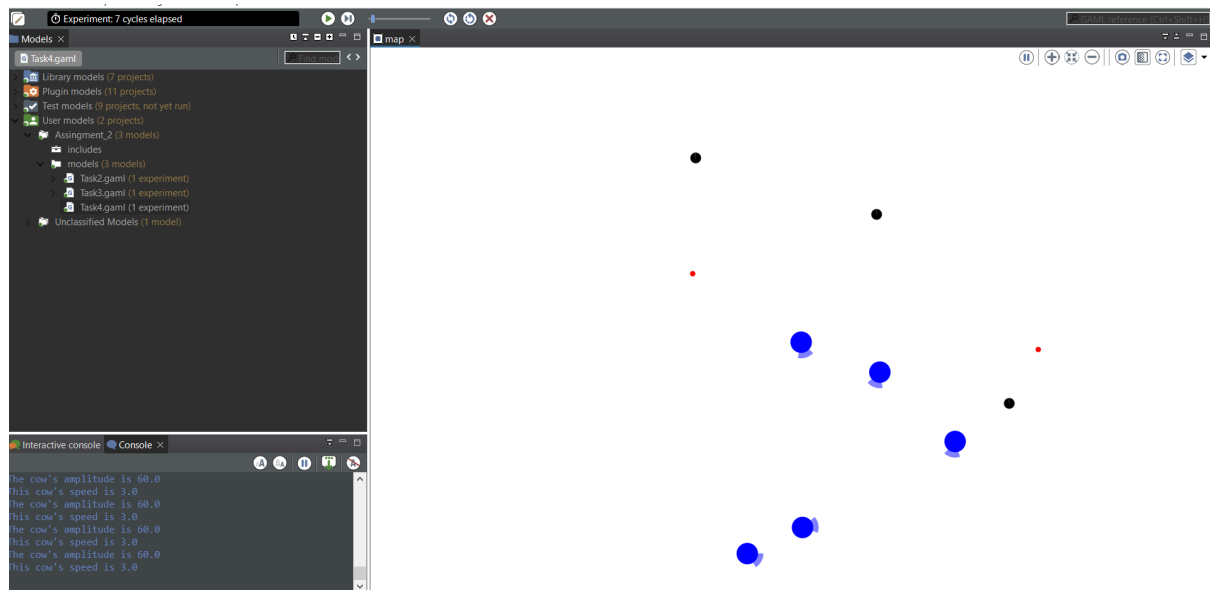 Experiment: 7 cycles elapsed
GAML reference (Ctrl+Shift+H)
Models
map
Task4.gaml
Find mod
Library models (7 projects)
Plugin models (11 projects)
Test models (9 projects, not yet run)
User models (2 projects)
Assingment_2 (3 models)
includes
models (3 models)
Task2.gaml (1 experiment)
Task3.gaml (1 experiment)
Task4.gaml (1 experiment)
Unclassified Models (1 model)
Interactive console
Console
The cow's amplitude is 60.0
This cow's speed is 3.0
The cow's amplitude is 60.0
This cow's speed is 3.0
The cow's amplitude is 60.0
This cow's speed is 3.0
The cow's amplitude is 60.0
This cow's speed is 3.0